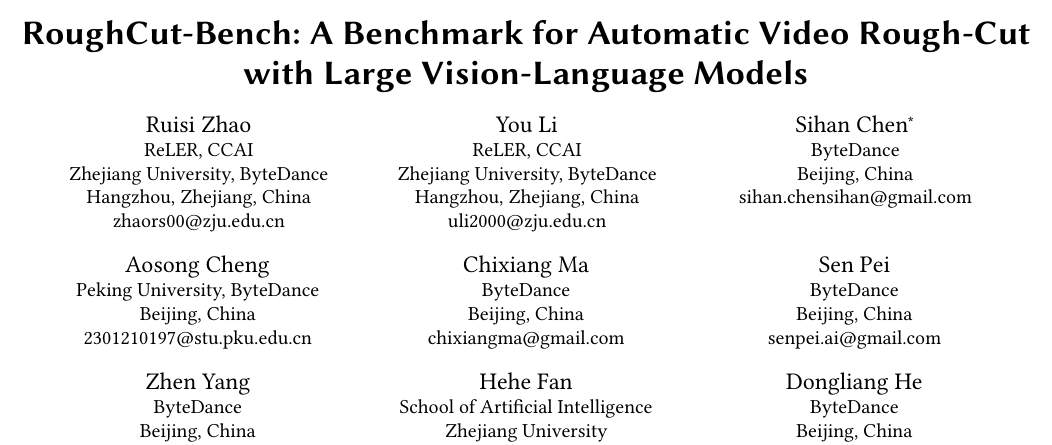 RoughCut-Bench: A Benchmark for Automatic Video Rough-Cut
with Large Vision-Language Models
Ruisi Zhao
ReLER, CCAI
Zhejiang University, ByteDance
Hangzhou, Zhejiang, China
zhaors00@zju.edu.cn
You Li
ReLER, CCAI
Zhejiang University, ByteDance
Hangzhou, Zhejiang, China
uli2000@zju.edu.cn
Sihan Chen*
ByteDance
Beijing, China
sihan.chensihan@gmail.com
Aosong Cheng
Peking University, ByteDance
Beijing, China
2301210197@stu.pku.edu.cn
Chixiang Ma
ByteDance
Beijing, China
chixiangma@gmail.com
Sen Pei
ByteDance
Beijing, China
senpei.ai@gmail.com
Zhen Yang
ByteDance
Beijing, China
Hehe Fan
School of Artificial Intelligence
Zhejiang University
Dongliang He
ByteDance
Beijing, China